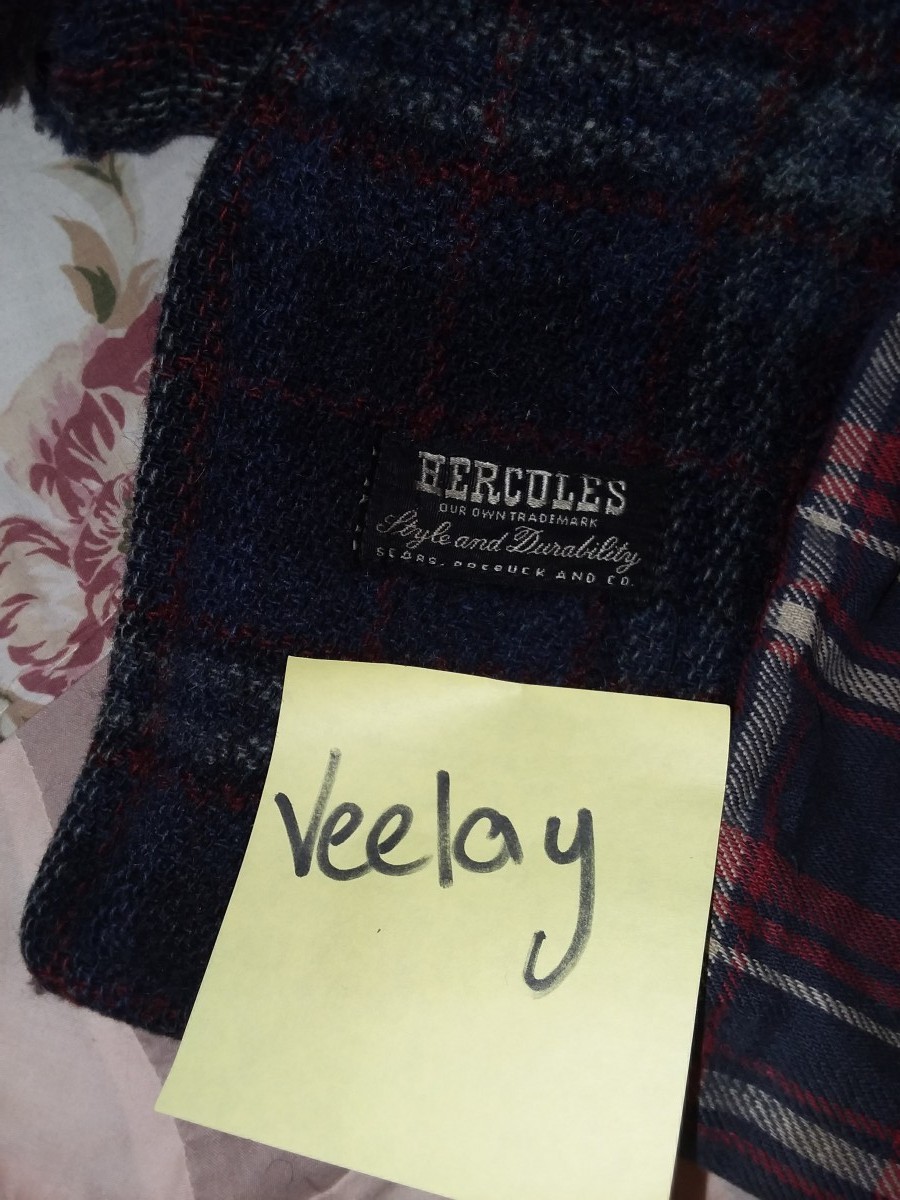 HERCULES
OUR OWN TRADEMARK
Style and Durability
SEARS, ROEBUCK AND CO.
Veelay